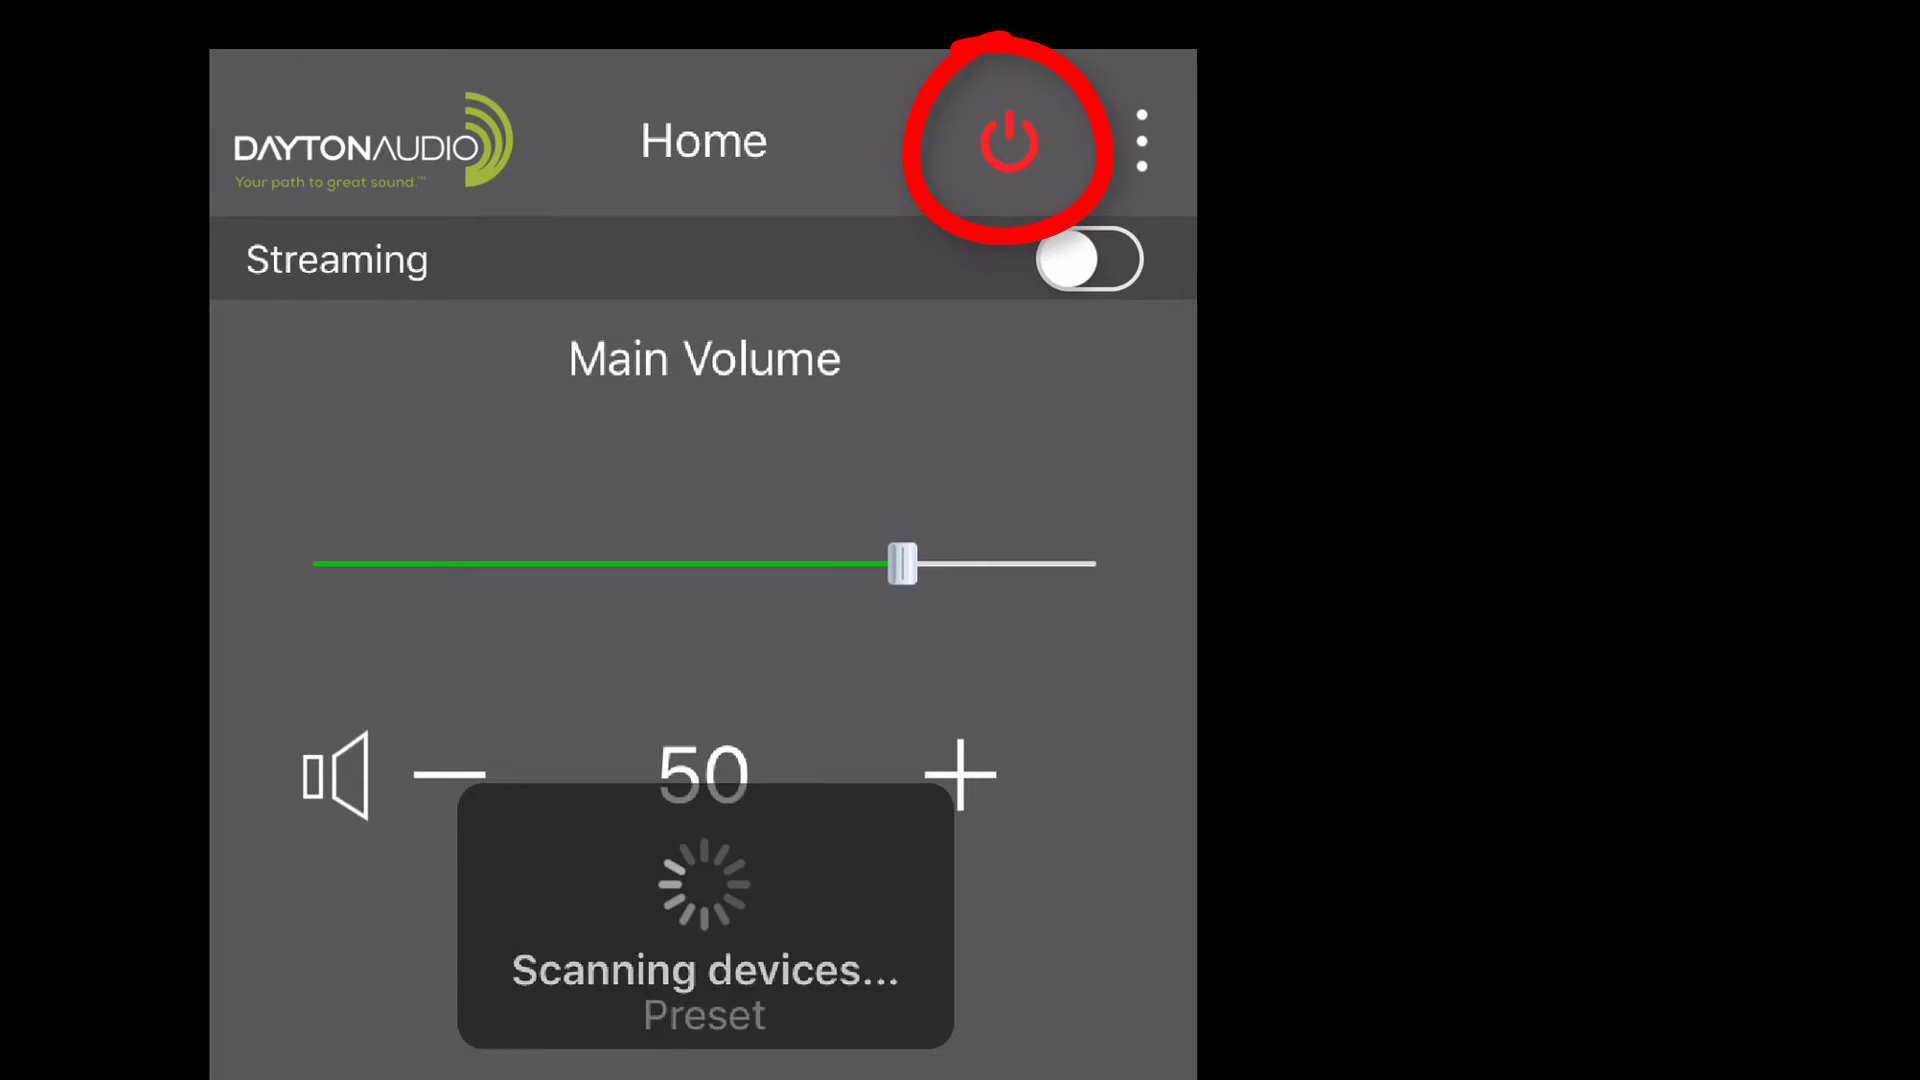 DAYTONAUDIO
Your path to great sound.™
Home
Streaming
Main Volume
50
Scanning devices...
Preset